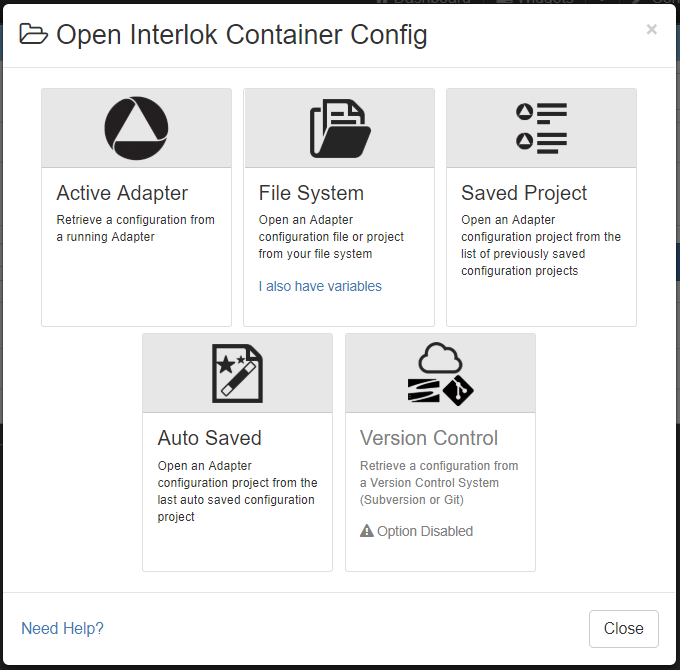 Open Interlok Container Config
×
Active Adapter
Retrieve a configuration from
a running Adapter
File System
Open an Adapter
configuration file or project
from your file system
I also have variables
Saved Project
Open an Adapter
configuration project from the
list of previously saved
configuration projects
Auto Saved
Open an Adapter
configuration project from the
last auto saved configuration
project
Version Control
Retrieve a configuration from
a Version Control System
(Subversion or Git)
Option Disabled
Need Help?
Close